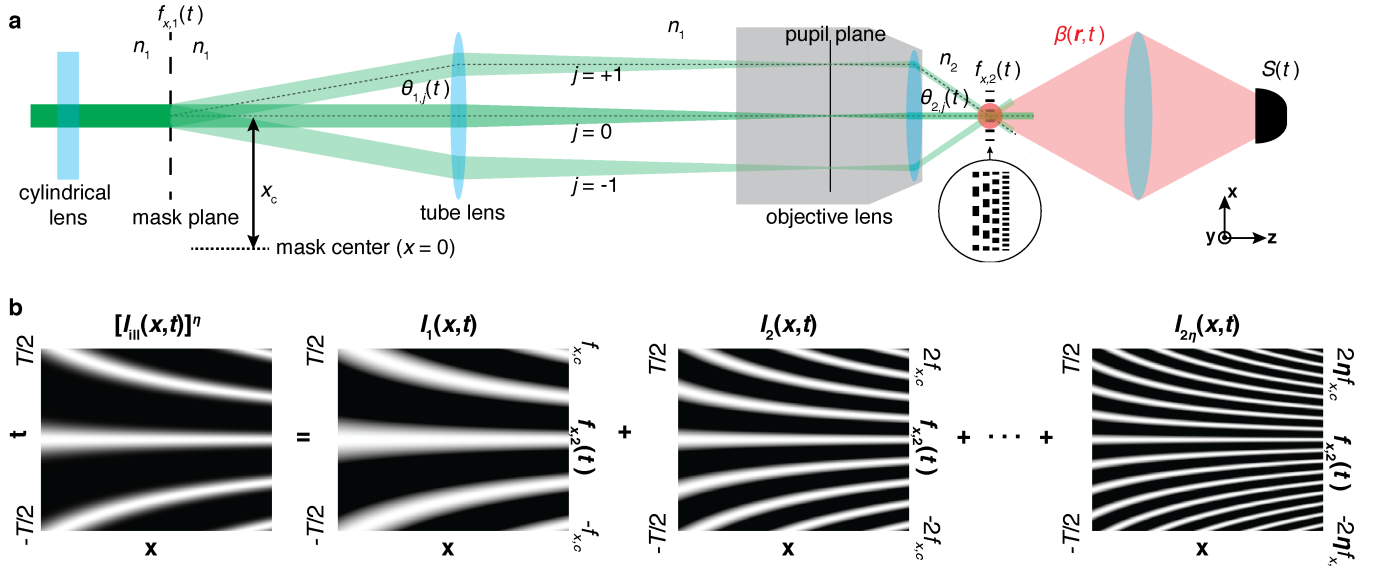 a
f_x,1(t)
n_1 n_1
n_1
pupil plane
n_2
f_x,2(t)
β(r,t)
S(t)
θ_1,j(t)
j = +1
θ_2,j(t)
j = 0
x_c
j = -1
cylindrical
lens
mask plane
tube lens
objective lens
mask center (x = 0)
x
y
z
b
[I_ill(x,t)]^η
I_1(x,t)
I_2(x,t)
I_2η(x,t)
T/2
t
-T/2
x
=
T/2
-T/2
x
f_x,c
f_x,2(t)
-f_x,c
+
T/2
-T/2
x
2f_x,c
f_x,2(t)
-2f_x,c
+ · · · +
T/2
-T/2
x
2ηf_x,c
f_x,2(t)
-2ηf_x,